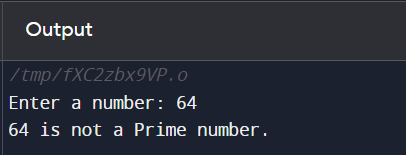 Output
/tmp/fXC2zbx9VP.o
Enter a number: 64
64 is not a Prime number.